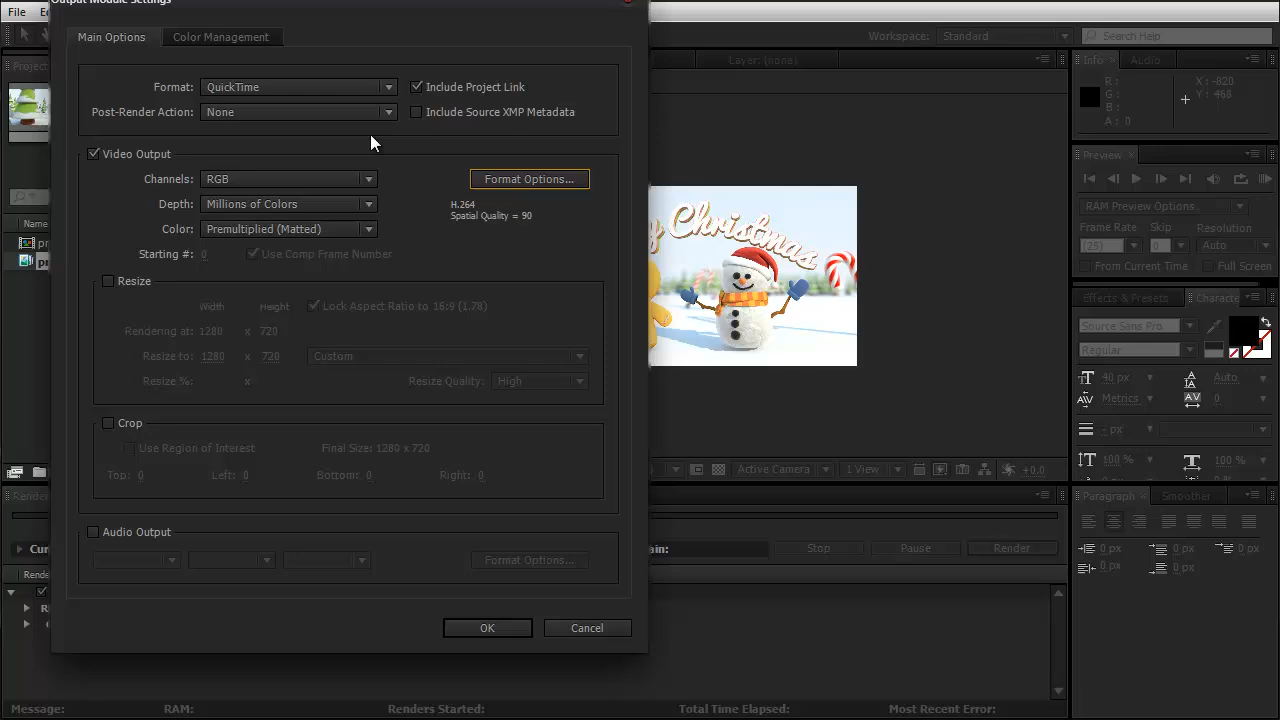 Output Module Settings
File
Workspace: Standard
Search Help
Main Options
Color Management
Project
Layer: (none)
Info
Audio
Format: QuickTime
Include Project Link
Post-Render Action: None
Include Source XMP Metadata
R :
G :
B :
A : 0
X : -820
Y : 468
Video Output
Channels: RGB
Format Options...
Depth: Millions of Colors
H.264
Spatial Quality = 90
Color: Premultiplied (Matted)
Starting #: 0
Use Comp Frame Number
Preview
RAM Preview Options
Frame Rate
Skip
Resolution
(25)
0
Auto
From Current Time
Full Screen
Christmas
Name
Resize
Width
Height
Lock Aspect Ratio to 16:9 (1.78)
Rendering at: 1280 x 720
Resize to: 1280 x 720
Custom
Resize %: x
Resize Quality: High
Effects & Presets
Characte
Source Sans Pro
Regular
40 px
Auto
Metrics
0
- px
100 %
100 %
Crop
Use Region of Interest
Final Size: 1280 x 720
Top: 0
Left: 0
Bottom: 0
Right: 0
Active Camera
1 View
+0.0
Audio Output
Format Options...
OK
Cancel
Render
Stop
Pause
Render
Paragraph
Smoother
0 px
0 px
0 px
0 px
0 px
Message:
RAM:
Renders Started:
Total Time Elapsed:
Most Recent Error: